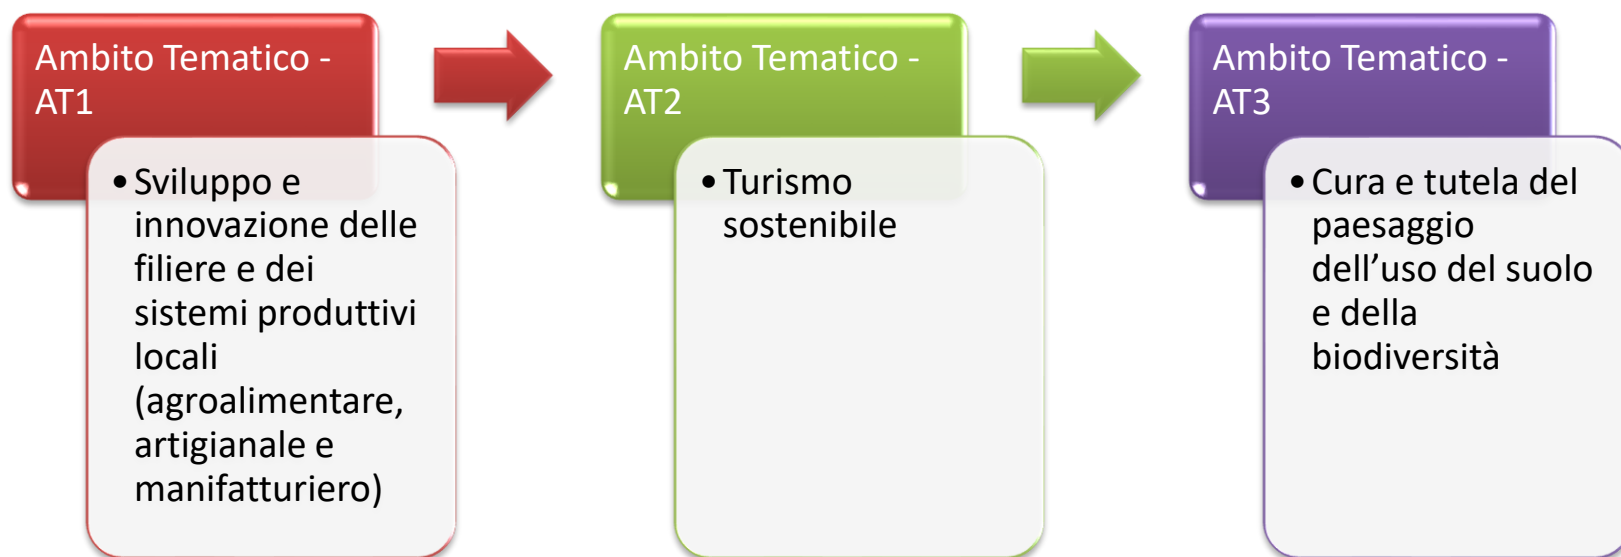 Ambito Tematico -
AT1
• Sviluppo e
innovazione delle
filiere e dei
sistemi produttivi
locali
(agroalimentare,
artigianale e
manifatturiero)
Ambito Tematico -
AT2
• Turismo
sostenibile
Ambito Tematico -
AT3
• Cura e tutela del
paesaggio
dell’uso del suolo
e della
biodiversità